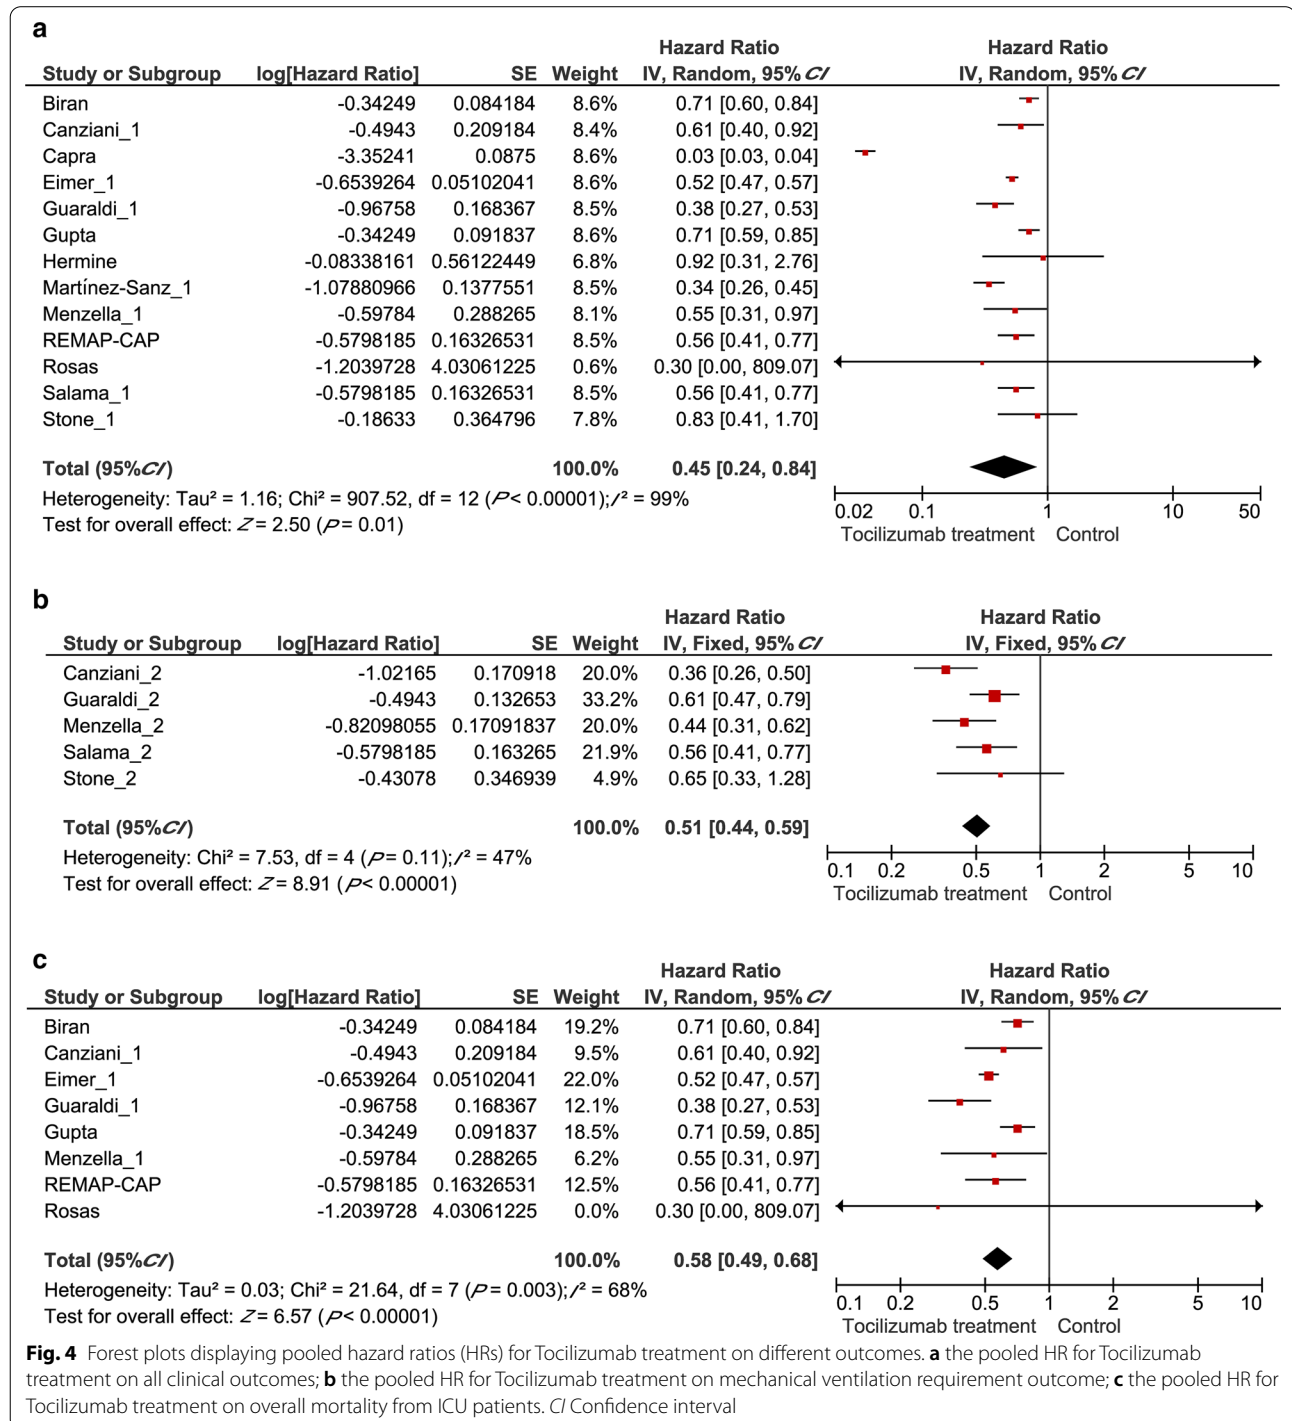 a
Hazard Ratio Hazard Ratio
Study or Subgroup log[Hazard Ratio] SE Weight IV, Random, 95% CI IV, Random, 95% CI
Biran -0.34249 0.084184 8.6% 0.71 [0.60, 0.84]
Canziani_1 -0.4943 0.209184 8.4% 0.61 [0.40, 0.92]
Capra -3.35241 0.0875 8.6% 0.03 [0.03, 0.04]
Eimer_1 -0.6539264 0.05102041 8.6% 0.52 [0.47, 0.57]
Guaraldi_1 -0.96758 0.168367 8.5% 0.38 [0.27, 0.53]
Gupta -0.34249 0.091837 8.6% 0.71 [0.59, 0.85]
Hermine -0.08338161 0.56122449 6.8% 0.92 [0.31, 2.76]
Martínez-Sanz_1 -1.07880966 0.1377551 8.5% 0.34 [0.26, 0.45]
Menzella_1 -0.59784 0.288265 8.1% 0.55 [0.31, 0.97]
REMAP-CAP -0.5798185 0.16326531 8.5% 0.56 [0.41, 0.77]
Rosas -1.2039728 4.03061225 0.6% 0.30 [0.00, 809.07]
Salama_1 -0.5798185 0.16326531 8.5% 0.56 [0.41, 0.77]
Stone_1 -0.18633 0.364796 7.8% 0.83 [0.41, 1.70]
Total (95%CI) 100.0% 0.45 [0.24, 0.84]
Heterogeneity: Tau² = 1.16; Chi² = 907.52, df = 12 (P < 0.00001); I² = 99%
Test for overall effect: Z = 2.50 (P = 0.01)
0.02 0.1 1 10 50
Tocilizumab treatment Control
b
Hazard Ratio Hazard Ratio
Study or Subgroup log[Hazard Ratio] SE Weight IV, Fixed, 95% CI IV, Fixed, 95% CI
Canziani_2 -1.02165 0.170918 20.0% 0.36 [0.26, 0.50]
Guaraldi_2 -0.4943 0.132653 33.2% 0.61 [0.47, 0.79]
Menzella_2 -0.82098055 0.17091837 20.0% 0.44 [0.31, 0.62]
Salama_2 -0.5798185 0.163265 21.9% 0.56 [0.41, 0.77]
Stone_2 -0.43078 0.346939 4.9% 0.65 [0.33, 1.28]
Total (95%CI) 100.0% 0.51 [0.44, 0.59]
Heterogeneity: Chi² = 7.53, df = 4 (P = 0.11); I² = 47%
Test for overall effect: Z = 8.91 (P < 0.00001)
0.1 0.2 0.5 1 2 5 10
Tocilizumab treatment Control
c
Hazard Ratio Hazard Ratio
Study or Subgroup log[Hazard Ratio] SE Weight IV, Random, 95% CI IV, Random, 95% CI
Biran -0.34249 0.084184 19.2% 0.71 [0.60, 0.84]
Canziani_1 -0.4943 0.209184 9.5% 0.61 [0.40, 0.92]
Eimer_1 -0.6539264 0.05102041 22.0% 0.52 [0.47, 0.57]
Guaraldi_1 -0.96758 0.168367 12.1% 0.38 [0.27, 0.53]
Gupta -0.34249 0.091837 18.5% 0.71 [0.59, 0.85]
Menzella_1 -0.59784 0.288265 6.2% 0.55 [0.31, 0.97]
REMAP-CAP -0.5798185 0.16326531 12.5% 0.56 [0.41, 0.77]
Rosas -1.2039728 4.03061225 0.0% 0.30 [0.00, 809.07]
Total (95%CI) 100.0% 0.58 [0.49, 0.68]
Heterogeneity: Tau² = 0.03; Chi² = 21.64, df = 7 (P = 0.003); I² = 68%
Test for overall effect: Z = 6.57 (P < 0.00001)
0.1 0.2 0.5 1 2 5 10
Tocilizumab treatment Control
Fig. 4 Forest plots displaying pooled hazard ratios (HRs) for Tocilizumab treatment on different outcomes. a the pooled HR for Tocilizumab
treatment on all clinical outcomes; b the pooled HR for Tocilizumab treatment on mechanical ventilation requirement outcome; c the pooled HR for
Tocilizumab treatment on overall mortality from ICU patients. CI Confidence interval